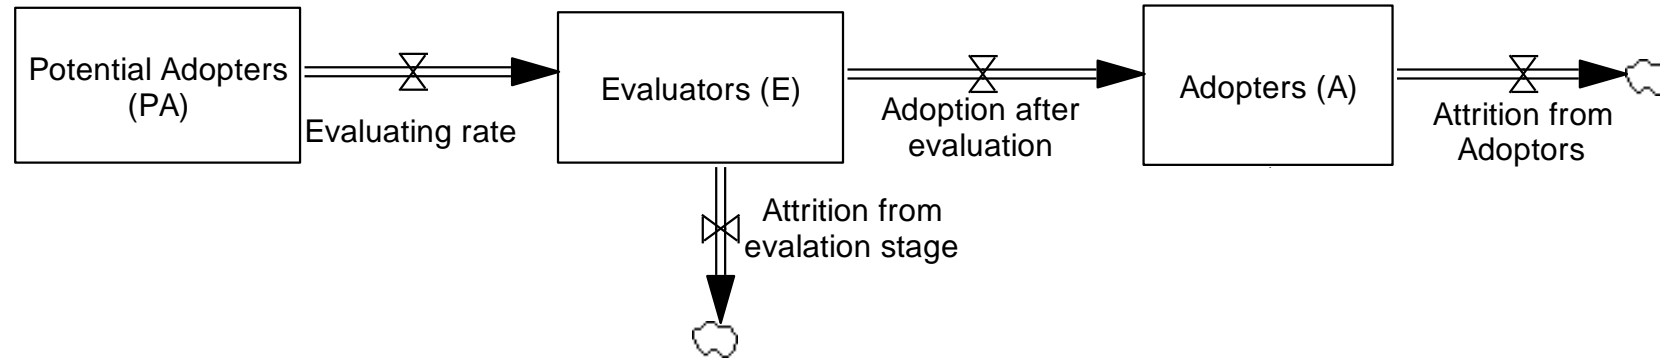 Potential Adopters
(PA)
Evaluating rate
Evaluators (E)
Adoption after
evaluation
Adopters (A)
Attrition from
Adoptors
Attrition from
evalation stage